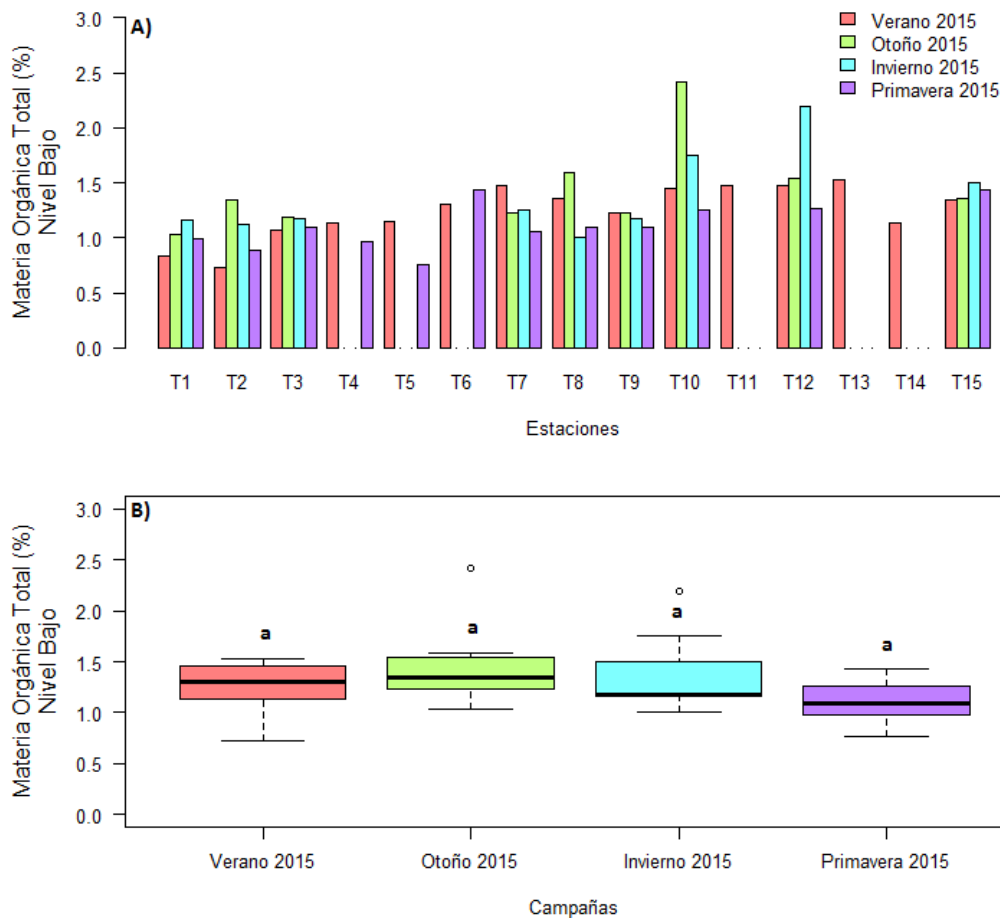 A)
Materia Orgánica Total (%)
Nivel Bajo
3.0
2.5
2.0
1.5
1.0
0.5
0.0
Verano 2015
Otoño 2015
Invierno 2015
Primavera 2015
T1 T2 T3 T4 T5 T6 T7 T8 T9 T10 T11 T12 T13 T14 T15
Estaciones
B)
Materia Orgánica Total (%)
Nivel Bajo
3.0
2.5
2.0
1.5
1.0
0.5
0.0
a a a a
Verano 2015 Otoño 2015 Invierno 2015 Primavera 2015
Campañas